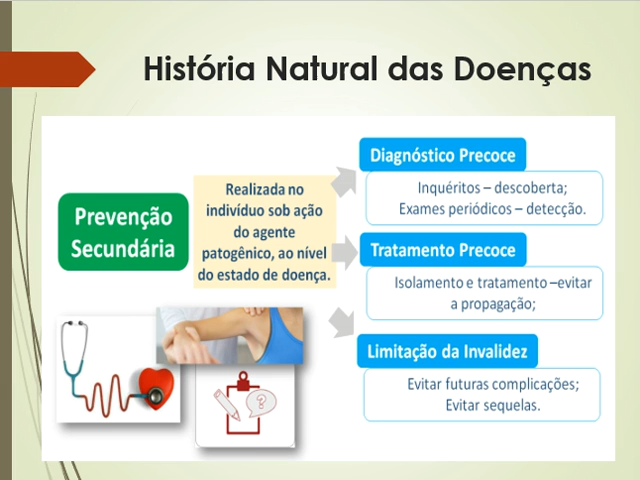 História Natural das Doenças
Prevenção
Secundária
Realizada no
indivíduo sob ação
do agente
patogênico, ao nível
do estado de doença.
Diagnóstico Precoce
Inquéritos – descoberta;
Exames periódicos – detecção.
Tratamento Precoce
Isolamento e tratamento –evitar
a propagação;
Limitação da Invalidez
Evitar futuras complicações;
Evitar sequelas.
?